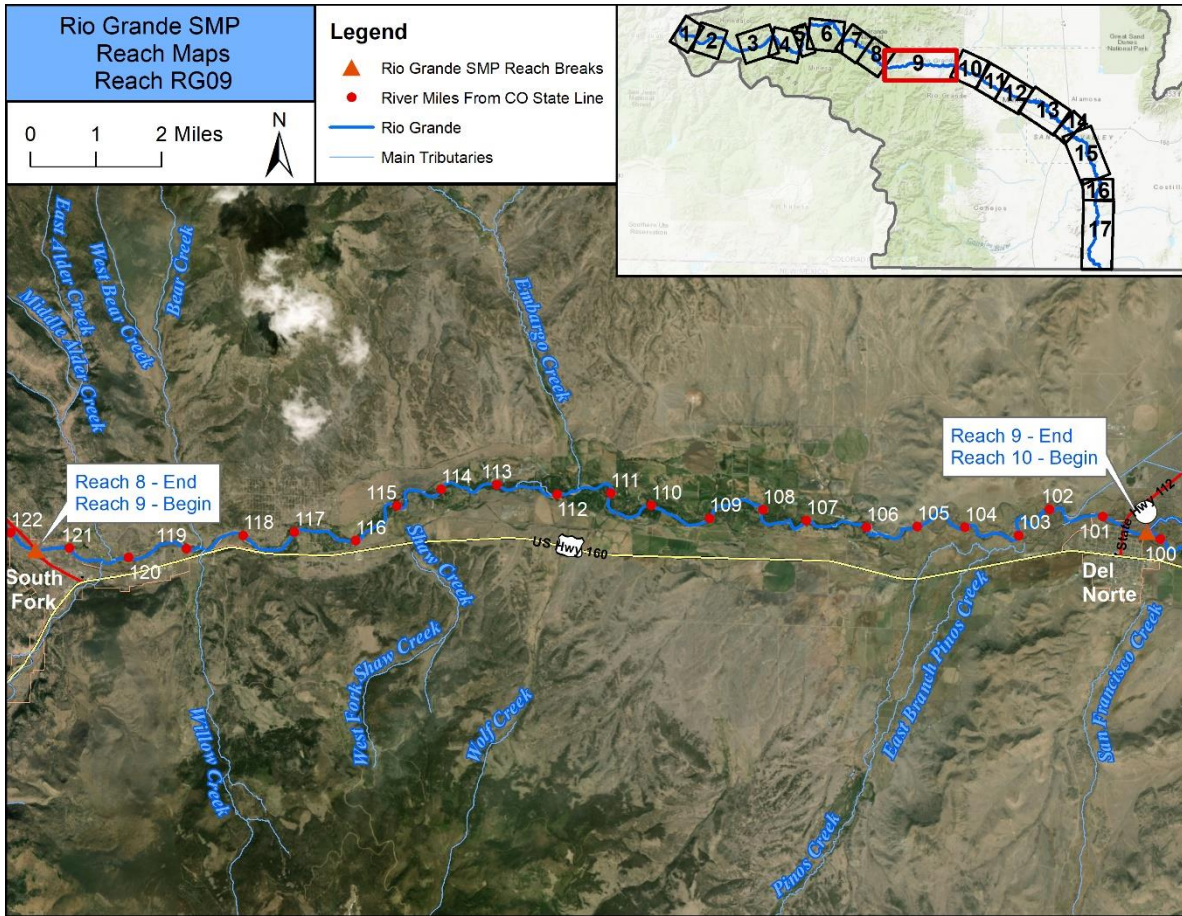 Rio Grande SMP
Reach Maps
Reach RG09
0 1 2 Miles
N
Legend
Rio Grande SMP Reach Breaks
River Miles From CO State Line
Rio Grande
Main Tributaries
1
2
3
4
5
6
7
8
9
10
11
12
13
14
15
16
17
Alamosa
Conejos
Costilla
East Alder Creek
Middle Alder Creek
West Bear Creek
Bear Creek
Embargo Creek
Reach 8 - End
Reach 9 - Begin
Reach 9 - End
Reach 10 - Begin
122
121
120
119
118
117
116
115
114
113
112
111
110
109
108
107
106
105
104
103
102
101
100
State Hwy 112
US Hwy 160
South
Fork
Del
Norte
Shaw Creek
West Fork Shaw Creek
Willow Creek
Wolf Creek
East Branch Pinos Creek
Pinos Creek
San Francisco Creek